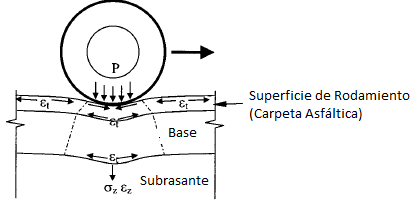 P
εt
εt
Superficie de Rodamiento
(Carpeta Asfáltica)
εt
Base
εt
σz εz
Subrasante